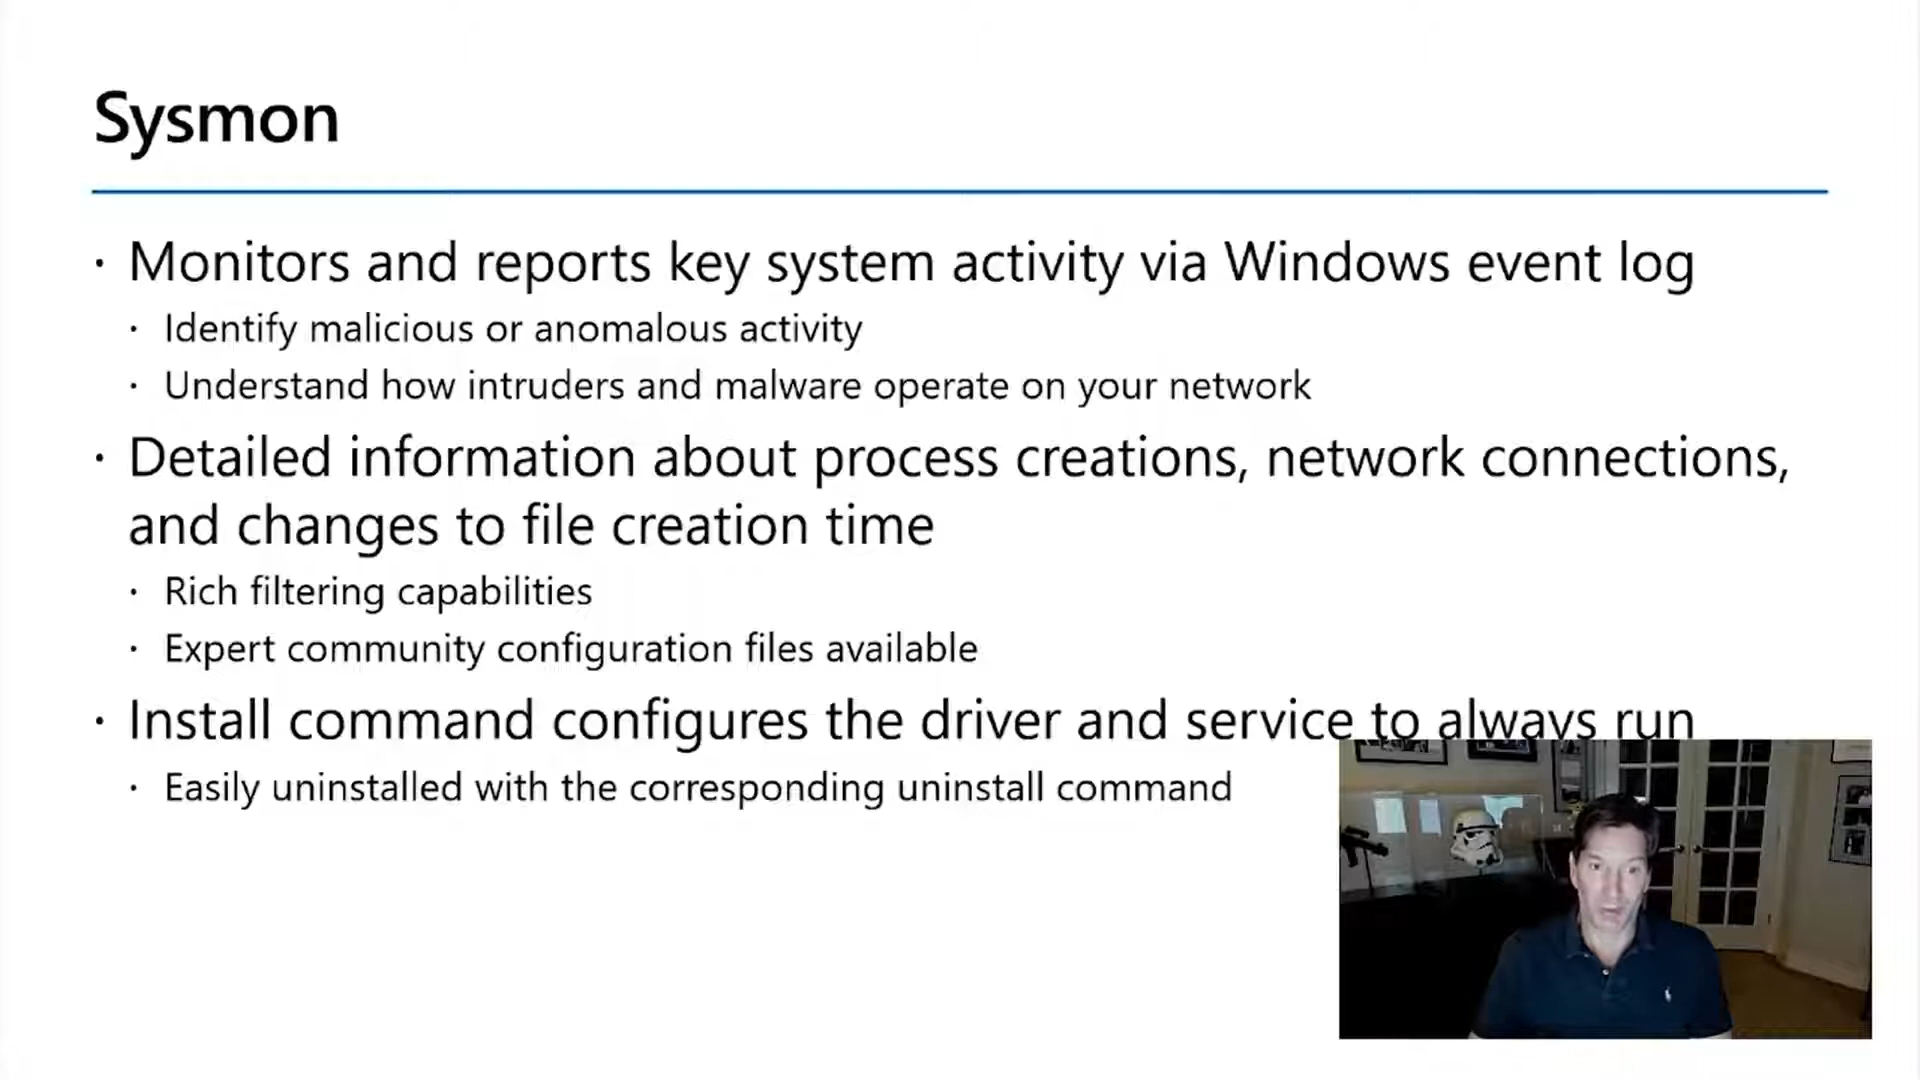 Sysmon
· Monitors and reports key system activity via Windows event log
· Identify malicious or anomalous activity
· Understand how intruders and malware operate on your network
· Detailed information about process creations, network connections,
and changes to file creation time
· Rich filtering capabilities
· Expert community configuration files available
· Install command configures the driver and service to always run
· Easily uninstalled with the corresponding uninstall command